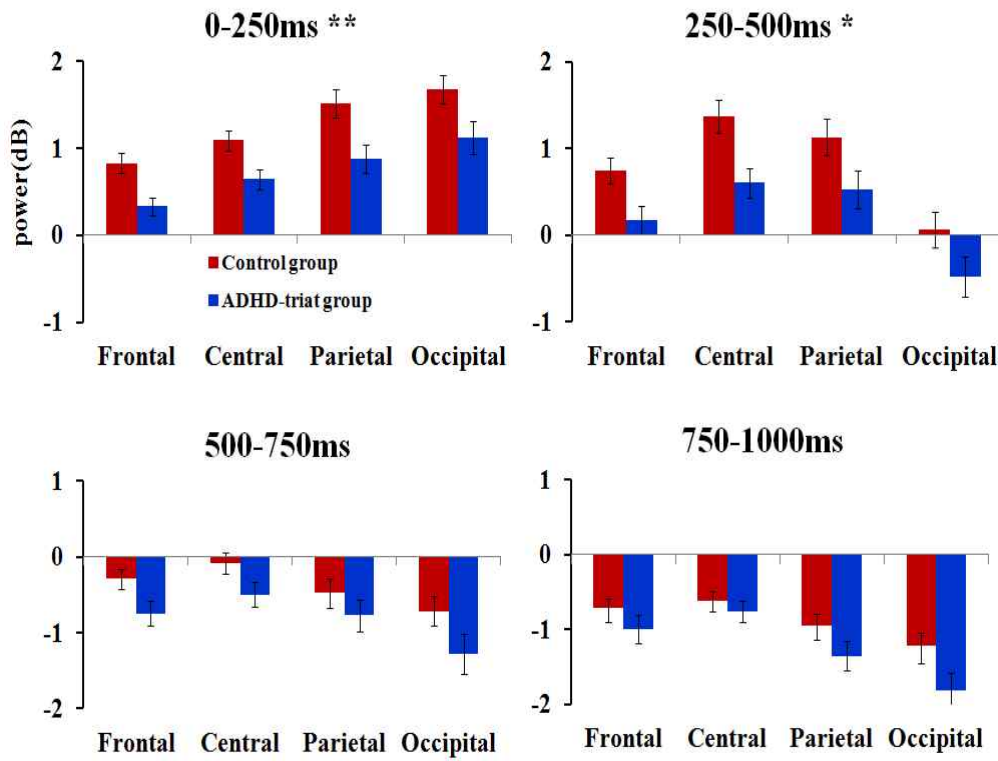 0-250ms **
250-500ms *
power(dB)
2
1
0
-1
Control group
ADHD-triat group
Frontal Central Parietal Occipital
2
1
0
-1
Frontal Central Parietal Occipital
500-750ms
750-1000ms
1
0
-1
-2
Frontal Central Parietal Occipital
1
0
-1
-2
Frontal Central Parietal Occipital